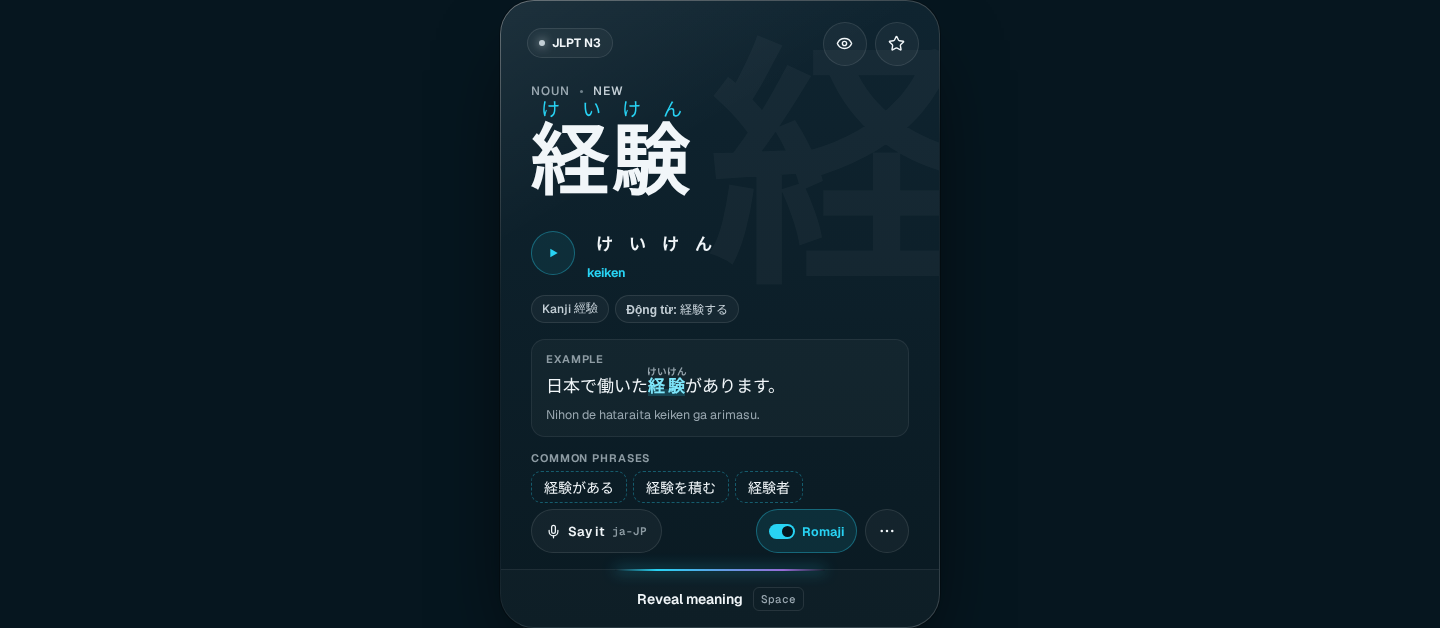 JLPT N3
NOUN • NEW
けいけん
経験
経
けいけん
keiken
Kanji 經驗
Động từ: 経験する
EXAMPLE
けいけん
日本で働いた経験があります。
Nihon de hataraita keiken ga arimasu.
COMMON PHRASES
経験がある 経験を積む 経験者
Say it ja-JP Romaji
Reveal meaning Space